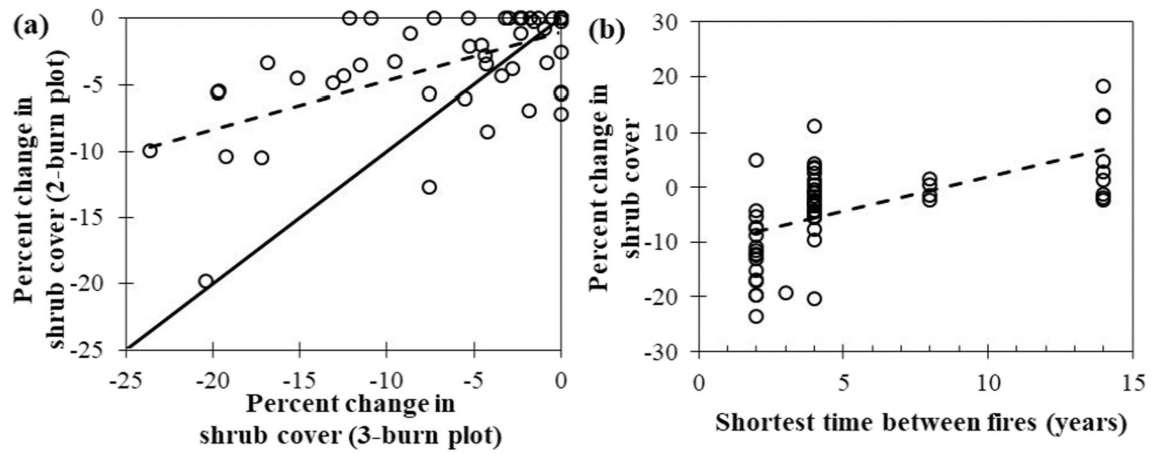 (a)
Percent change in
shrub cover (2-burn plot)
0
-5
-10
-15
-20
-25
-25 -20 -15 -10 -5 0
Percent change in
shrub cover (3-burn plot)
(b)
Percent change in
shrub cover
30
20
10
0
-10
-20
-30
0 5 10 15
Shortest time between fires (years)